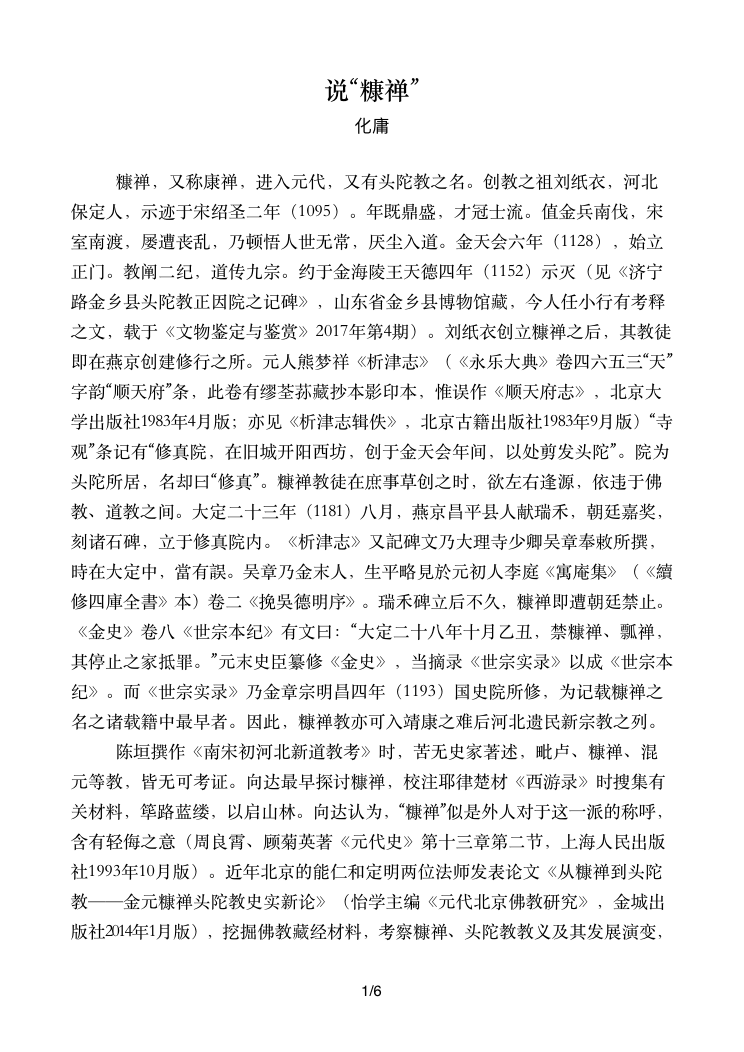 说“糠禅”
化庸
糠禅，又称康禅，进入元代，又有头陀教之名。创教之祖刘纸衣，河北
保定人，示迹于宋绍圣二年（1095）。年既鼎盛，才冠士流。值金兵南伐，宋
室南渡，屡遭丧乱，乃顿悟人世无常，厌尘入道。金天会六年（1128），始立
正门。教阐二纪，道传九宗。约于金海陵王天德四年（1152）示灭（见《济宁
路金乡县头陀教正因院之记碑》，山东省金乡县博物馆藏，今人任小行有考释
之文，载于《文物鉴定与鉴赏》2017年第4期）。刘纸衣创立糠禅之后，其教徒
即在燕京创建修行之所。元人熊梦祥《析津志》（《永乐大典》卷四六五三“天”
字韵“顺天府”条，此卷有缪荃荪藏抄本影印本，惟误作《顺天府志》，北京大
学出版社1983年4月版；亦见《析津志辑佚》，北京古籍出版社1983年9月版）“寺
观”条记有“修真院，在旧城开阳西坊，创于金天会年间，以处剪发头陀”。院为
头陀所居，名却曰“修真”。糠禅教徒在庶事草创之时，欲左右逢源，依违于佛
教、道教之间。大定二十三年（1181）八月，燕京昌平县人献瑞禾，朝廷嘉奖，
刻诸石碑，立于修真院内。《析津志》又記碑文乃大理寺少卿吴章奉敕所撰，
時在大定中，當有誤。吴章乃金末人，生平略見於元初人李庭《寓庵集》（《續
修四庫全書》本）卷二《挽吳德明序》。瑞禾碑立后不久，糠禅即遭朝廷禁止。
《金史》卷八《世宗本纪》有文曰：“大定二十八年十月乙丑，禁糠禅、瓢禅，
其停止之家抵罪。”元末史臣纂修《金史》，当摘录《世宗实录》以成《世宗本
纪》。而《世宗实录》乃金章宗明昌四年（1193）国史院所修，为记载糠禅之
名之诸载籍中最早者。因此，糠禅教亦可入靖康之难后河北遗民新宗教之列。
陈垣撰作《南宋初河北新道教考》时，苦无史家著述，毗卢、糠禅、混
元等教，皆无可考证。向达最早探讨糠禅，校注耶律楚材《西游录》时搜集有
关材料，筚路蓝缕，以启山林。向达认为，“糠禅”似是外人对于这一派的称呼，
含有轻侮之意（周良霄、顾菊英著《元代史》第十三章第二节，上海人民出版
社1993年10月版）。近年北京的能仁和定明两位法师发表论文《从糠禅到头陀
教——金元糠禅头陀教史实新论》（怡学主编《元代北京佛教研究》，金城出
版社2014年1月版），挖掘佛教藏经材料，考察糠禅、头陀教教义及其发展演变，
1/6